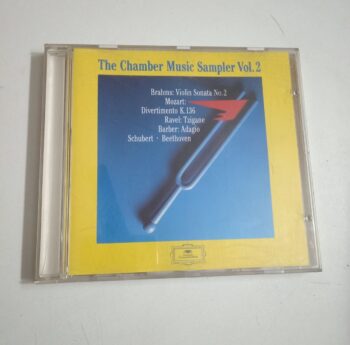 The Chamber Music Sampler Vol. 2
Brahms: Violin Sonata No. 2
Mozart:
Divertimento K. 136
Ravel: Tzigane
Barber: Adagio
Schubert · Beethoven